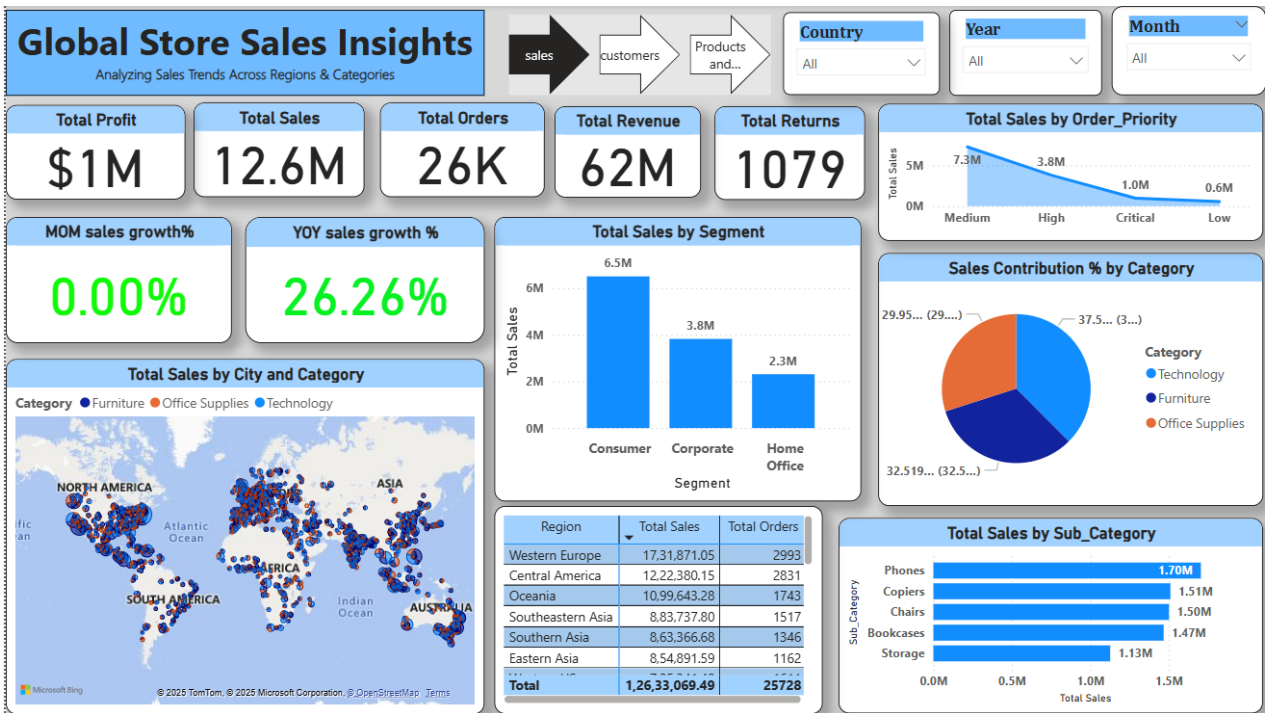 Global Store Sales Insights
Analyzing Sales Trends Across Regions & Categories
sales
customers
Products
and...
Country
All
Year
All
Month
All
Total Profit
$1M
Total Sales
12.6M
Total Orders
26K
Total Revenue
62M
Total Returns
1079
Total Sales by Order_Priority
Total Sales
5M
0M
7.3M
3.8M
1.0M
0.6M
Medium
High
Critical
Low
MOM sales growth%
0.00%
YOY sales growth %
26.26%
Total Sales by Segment
Total Sales
6M
4M
2M
0M
6.5M
3.8M
2.3M
Consumer
Corporate
Home
Office
Segment
Sales Contribution % by Category
29.95... (29....)
37.5... (3...)
32.519... (32.5...)
Category
Technology
Furniture
Office Supplies
Total Sales by City and Category
Category Furniture Office Supplies Technology
NORTH AMERICA
ASIA
Atlantic
Ocean
AFRICA
SOUTH AMERICA
Indian
Ocean
AUSTRALIA
Microsoft Bing
© 2025 TomTom, © 2025 Microsoft Corporation, © OpenStreetMap Terms
Region Total Sales Total Orders
Western Europe 17,31,871.05 2993
Central America 12,22,380.15 2831
Oceania 10,99,643.28 1743
Southeastern Asia 8,83,737.80 1517
Southern Asia 8,63,366.68 1346
Eastern Asia 8,54,891.59 1162
Total 1,26,33,069.49 25728
Total Sales by Sub_Category
Sub_Category
Phones 1.70M
Copiers 1.51M
Chairs 1.50M
Bookcases 1.47M
Storage 1.13M
0.0M 0.5M 1.0M 1.5M
Total Sales